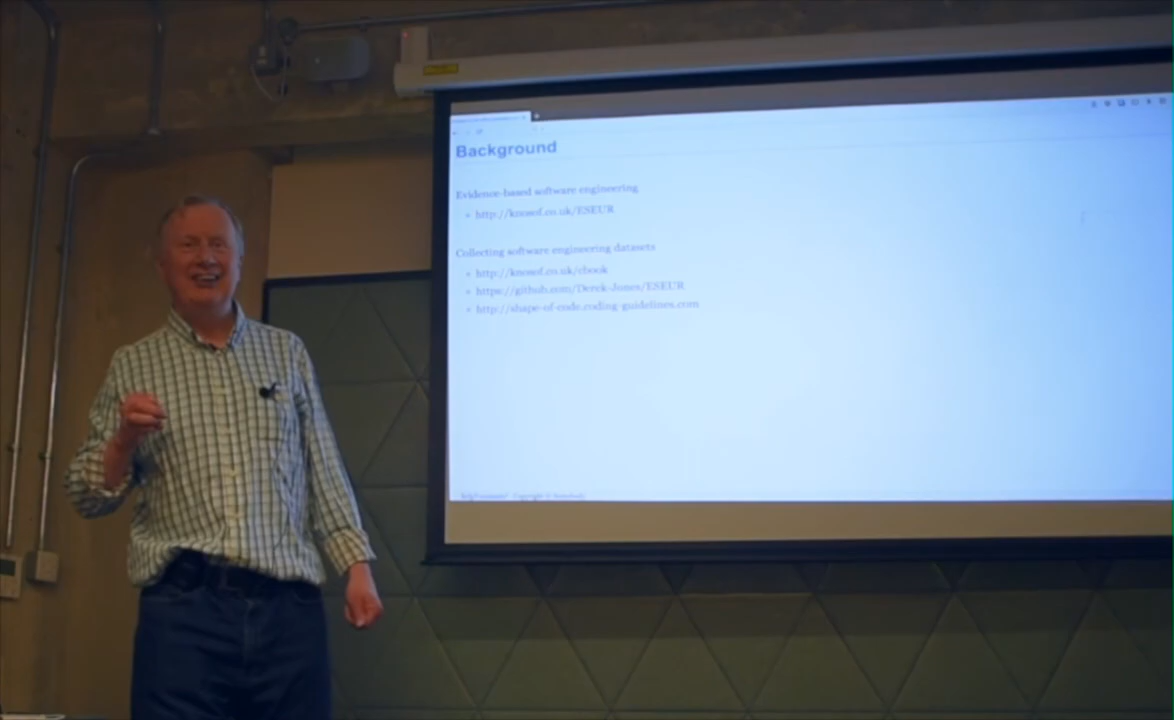 Background
Evidence-based software engineering
http://knosof.co.uk/ESEUR
Collecting software engineering datasets
http://knosof.co.uk/cbook
https://github.com/Derek-Jones/ESEUR
http://shape-of-code.coding-guidelines.com